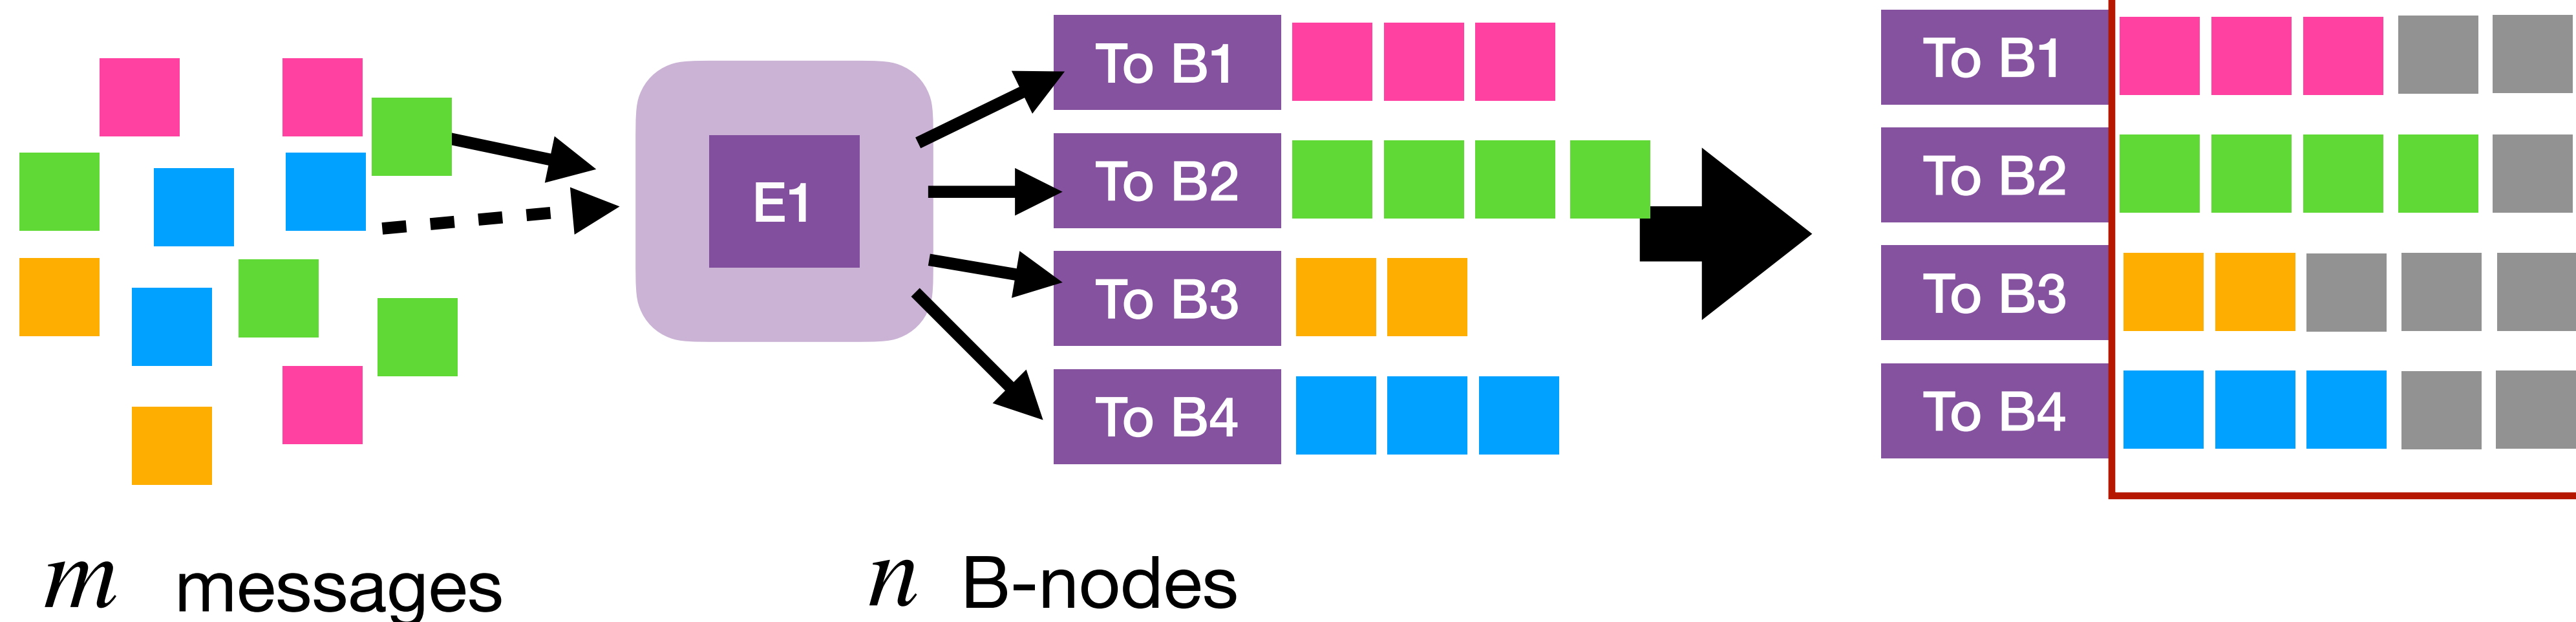 E1
To B1
To B2
To B3
To B4
To B1
To B2
To B3
To B4
m messages
n B-nodes